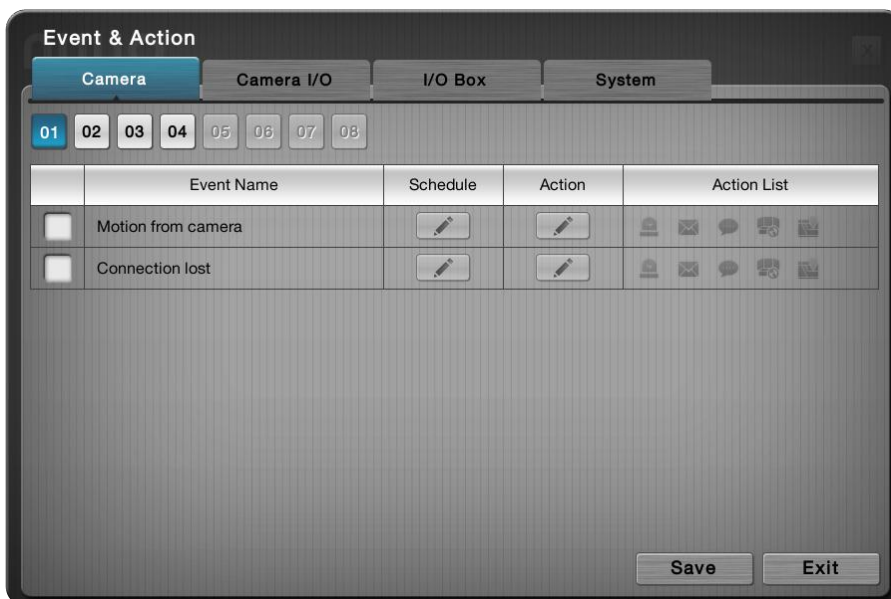 Event & Action
Camera Camera I/O I/O Box System
01 02 03 04 05 06 07 08
Event Name Schedule Action Action List
Motion from camera
Connection lost
Save Exit